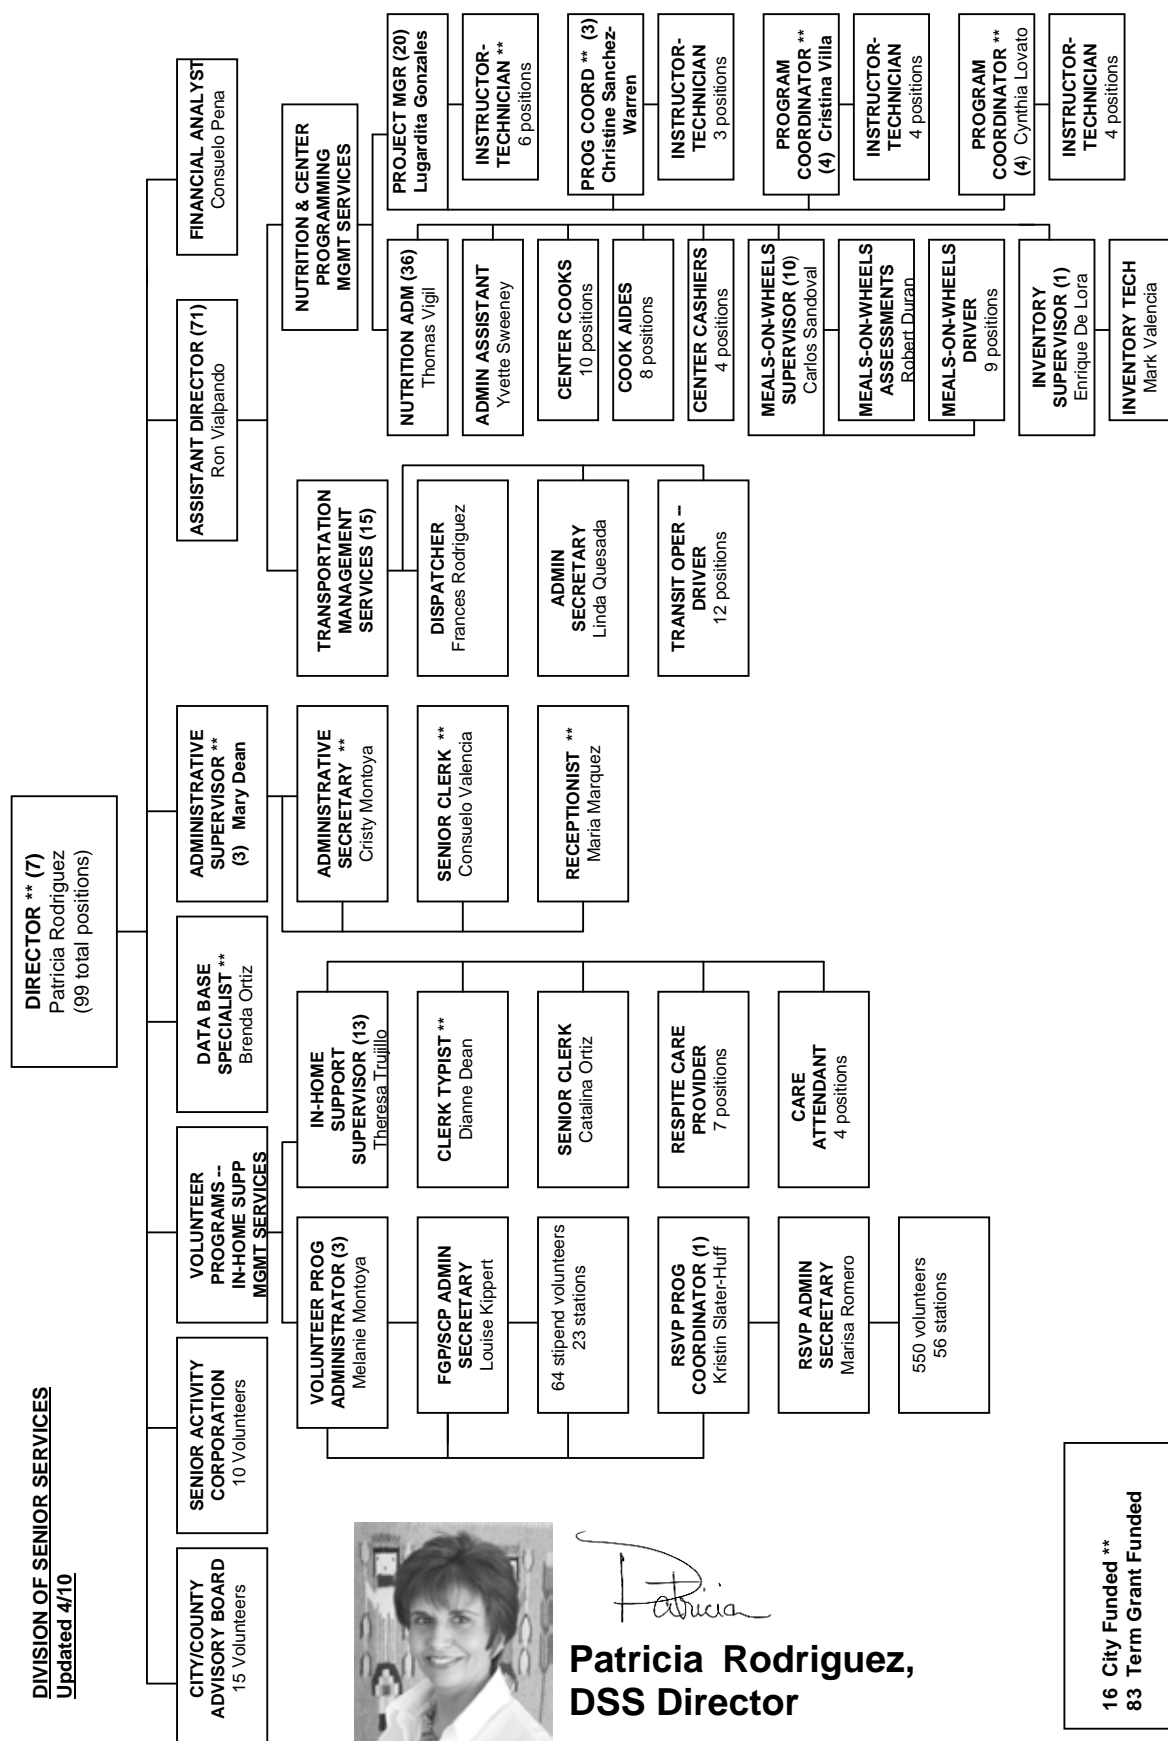 DIVISION OF SENIOR SERVICES
Updated 4/10
DIRECTOR ** (7)
Patricia Rodriguez
(99 total positions)
CITY/COUNTY
ADVISORY BOARD
15 Volunteers
SENIOR ACTIVITY
CORPORATION
10 Volunteers
VOLUNTEER
PROGRAMS --
IN-HOME SUPP
MGMT SERVICES
DATA BASE
SPECIALIST **
Brenda Ortiz
ADMINISTRATIVE
SUPERVISOR **
(3) Mary Dean
ASSISTANT DIRECTOR (71)
Ron Vialpando
FINANCIAL ANALYST
Consuelo Pena
VOLUNTEER PROG
ADMINISTRATOR (3)
Melanie Montoya
FGP/SCP ADMIN
SECRETARY
Louise Kippert
64 stipend volunteers
23 stations
RSVP PROG
COORDINATOR (1)
Kristin Slater-Huff
RSVP ADMIN
SECRETARY
Marisa Romero
550 volunteers
56 stations
IN-HOME
SUPPORT
SUPERVISOR (13)
Theresa Trujillo
CLERK TYPIST **
Dianne Dean
SENIOR CLERK
Catalina Ortiz
RESPITE CARE
PROVIDER
7 positions
CARE
ATTENDANT
4 positions
ADMINISTRATIVE
SECRETARY **
Cristy Montoya
SENIOR CLERK **
Consuelo Valencia
RECEPTIONIST **
Maria Marquez
TRANSPORTATION
MANAGEMENT
SERVICES (15)
DISPATCHER
Frances Rodriguez
ADMIN
SECRETARY
Linda Quesada
TRANSIT OPER –
DRIVER
12 positions
NUTRITION & CENTER
PROGRAMMING
MGMT SERVICES
NUTRITION ADM (36)
Thomas Vigil
ADMIN ASSISTANT
Yvette Sweeney
CENTER COOKS
10 positions
COOK AIDES
8 positions
CENTER CASHIERS
4 positions
MEALS-ON-WHEELS
SUPERVISOR (10)
Carlos Sandoval
MEALS-ON-WHEELS
ASSESSMENTS
Robert Duran
MEALS-ON-WHEELS
DRIVER
9 positions
INVENTORY
SUPERVISOR (1)
Enrique De Lora
INVENTORY TECH
Mark Valencia
PROJECT MGR (20)
Lugardita Gonzales
INSTRUCTOR-
TECHNICIAN **
6 positions
PROG COORD ** (3)
Christine Sanchez-
Warren
INSTRUCTOR-
TECHNICIAN
3 positions
PROGRAM
COORDINATOR **
(4) Cristina Villa
INSTRUCTOR-
TECHNICIAN
4 positions
PROGRAM
COORDINATOR **
(4) Cynthia Lovato
INSTRUCTOR-
TECHNICIAN
4 positions
Patricia
Patricia Rodriguez,
DSS Director
16 City Funded **
83 Term Grant Funded